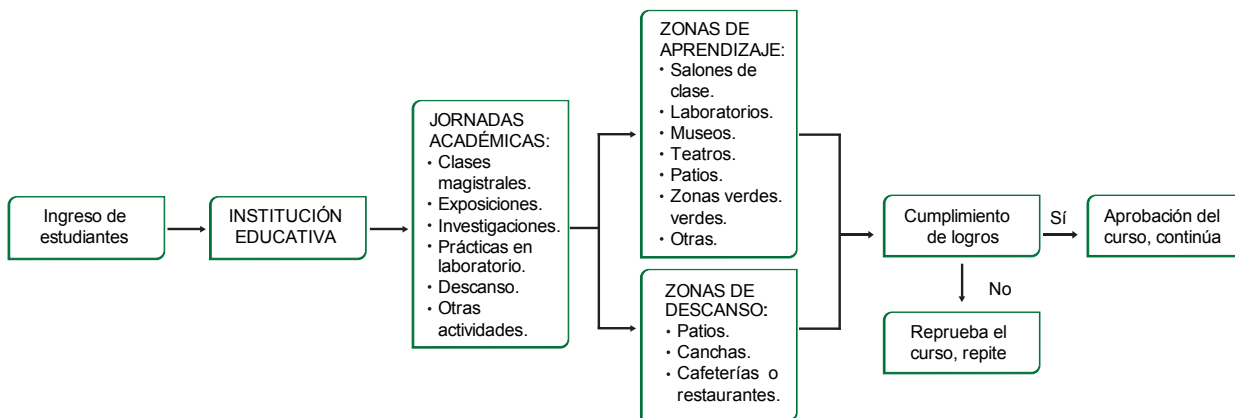 Ingreso de
estudiantes
INSTITUCIÓN
EDUCATIVA
JORNADAS
ACADÉMICAS:
• Clases
magistrales.
• Exposiciones.
• Investigaciones.
• Prácticas en
laboratorio.
• Descanso.
• Otras
actividades.
ZONAS DE
APRENDIZAJE:
• Salones de
clase.
• Laboratorios.
• Museos.
• Teatros.
• Patios.
• Zonas verdes.
verdes.
• Otras.
ZONAS DE
DESCANSO:
• Patios.
• Canchas.
• Cafeterías o
restaurantes.
Cumplimiento
de logros
Sí
Aprobación del
curso, continúa
No
Reprueba el
curso, repite